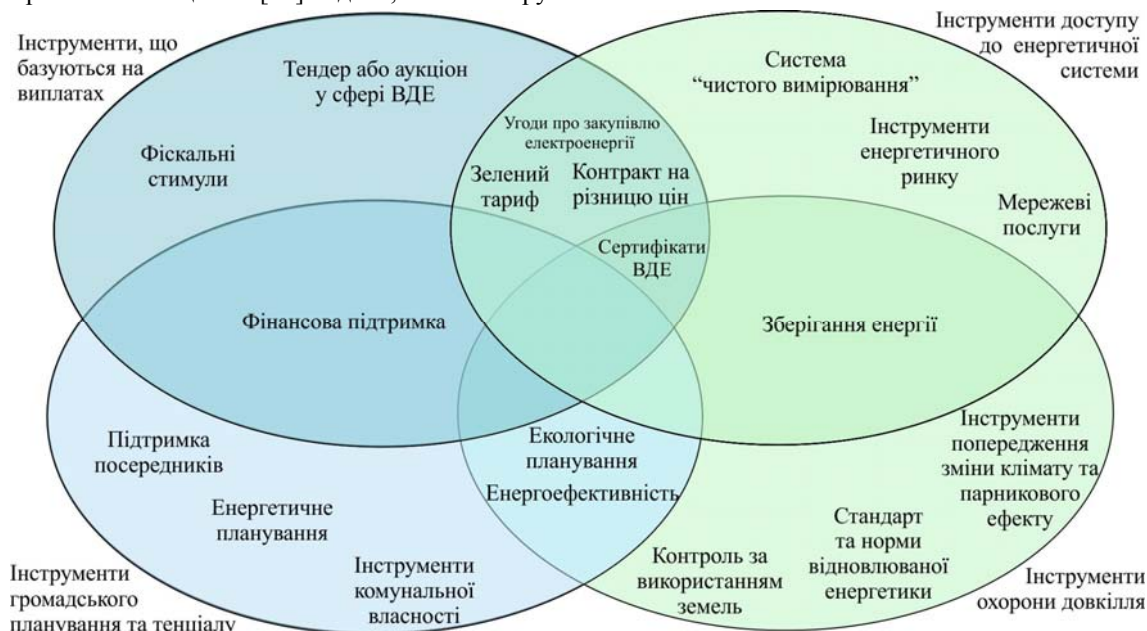 Інструменти, що
базуються на
виплатах
Тендер або аукціон
у сфері ВДЕ
Фіскальні
стимули
Угоди про закупівлю
електроенергії
Зелений
тариф
Контракт на
різницю цін
Сертифікати
ВДЕ
Система
“чистого вимірювання”
Інструменти доступу
до енергетичної
системи
Інструменти
енергетичного
ринку
Мережеві
послуги
Фінансова підтримка
Зберігання енергії
Підтримка
посередників
Енергетичне
планування
Інструменти
комунальної
власності
Екологічне
планування
Енергоефективність
Інструменти
попередження
зміни клімату та
парникового
ефекту
Стандарт
та норми
відновлюваної
енергетики
Контроль за
використанням
земель
Інструменти
громадського
планування та тенціалу
Інструменти
охорони довкілля